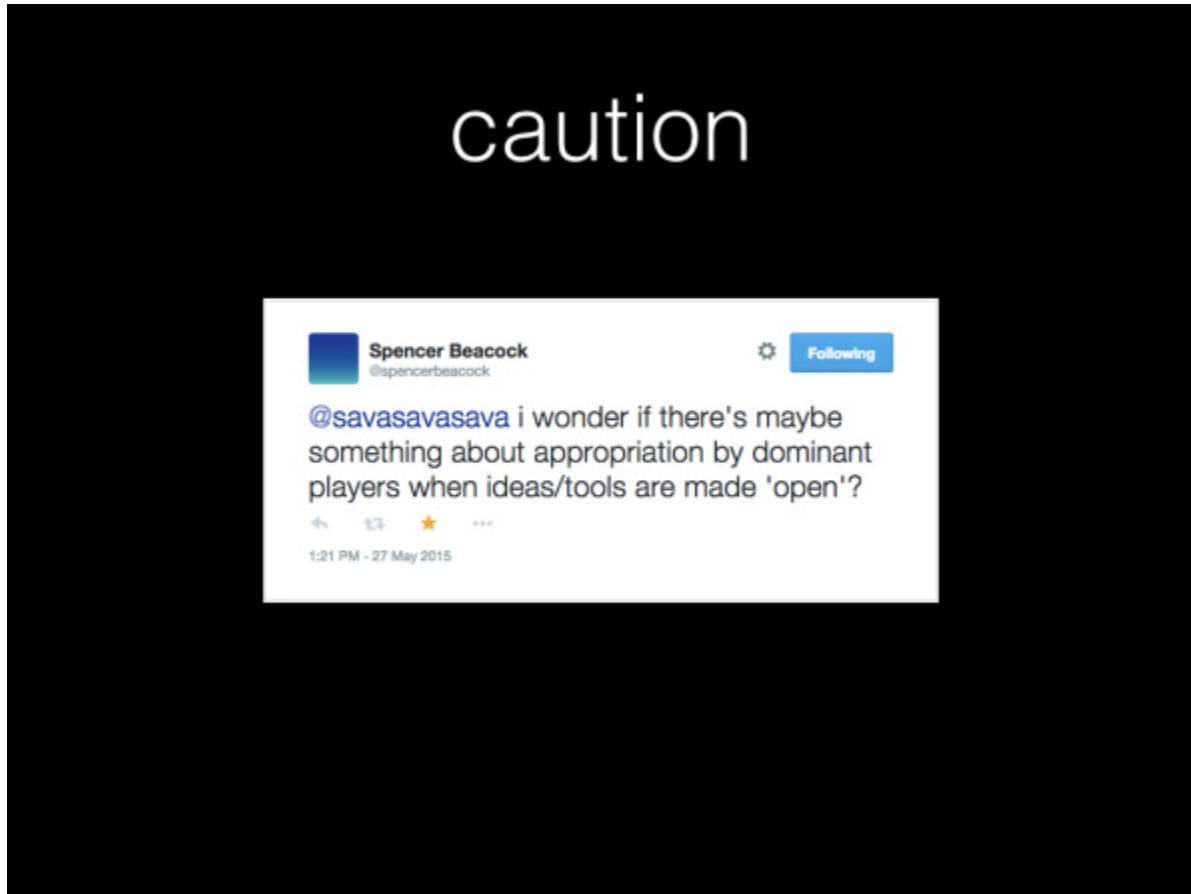 caution
Spencer Beacock
@spencerbeacock
Following
@savasavasava i wonder if there's maybe
something about appropriation by dominant
players when ideas/tools are made 'open'?
1:21 PM - 27 May 2015